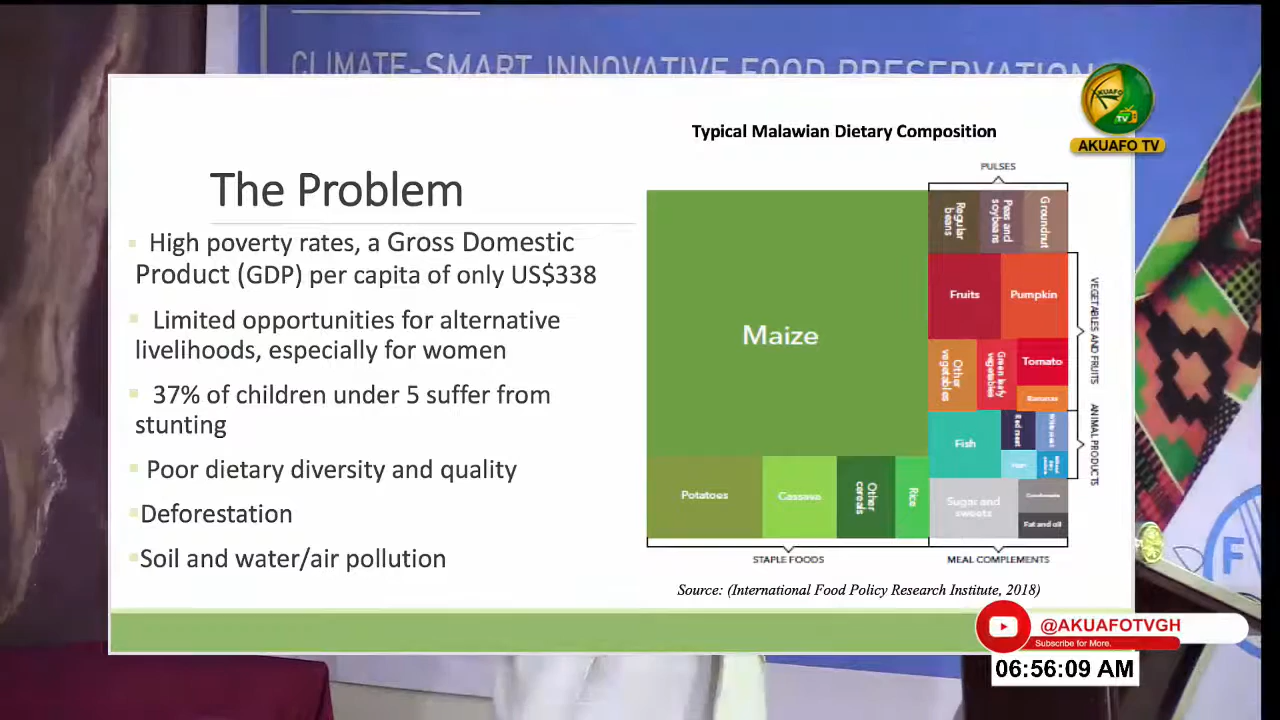 CLIMATE-SMART INNOVATIVE FOOD PRESERVATION
AKUAFO
TV
AKUAFO TV
Typical Malawian Dietary Composition
The Problem
High poverty rates, a Gross Domestic
Product (GDP) per capita of only US$338
Limited opportunities for alternative
livelihoods, especially for women
37% of children under 5 suffer from
stunting
Poor dietary diversity and quality
Deforestation
Soil and water/air pollution
PULSES
Regular
beans
Peas and
soybeans
Groundnut
Maize
Fruits
Pumpkin
Other
vegetables
Green leafy
vegetables
Tomato
Bananas
VEGETABLES AND FRUITS
Fish
Red meat
ANIMAL PRODUCTS
Potatoes
Cassava
Other
cereals
Rice
Sugar and
sweets
Condiments
Fat and oil
STAPLE FOODS
MEAL COMPLEMENTS
Source: (International Food Policy Research Institute, 2018)
F
@AKUAFOTVGH
Subscribe for More.
06:56:09 AM